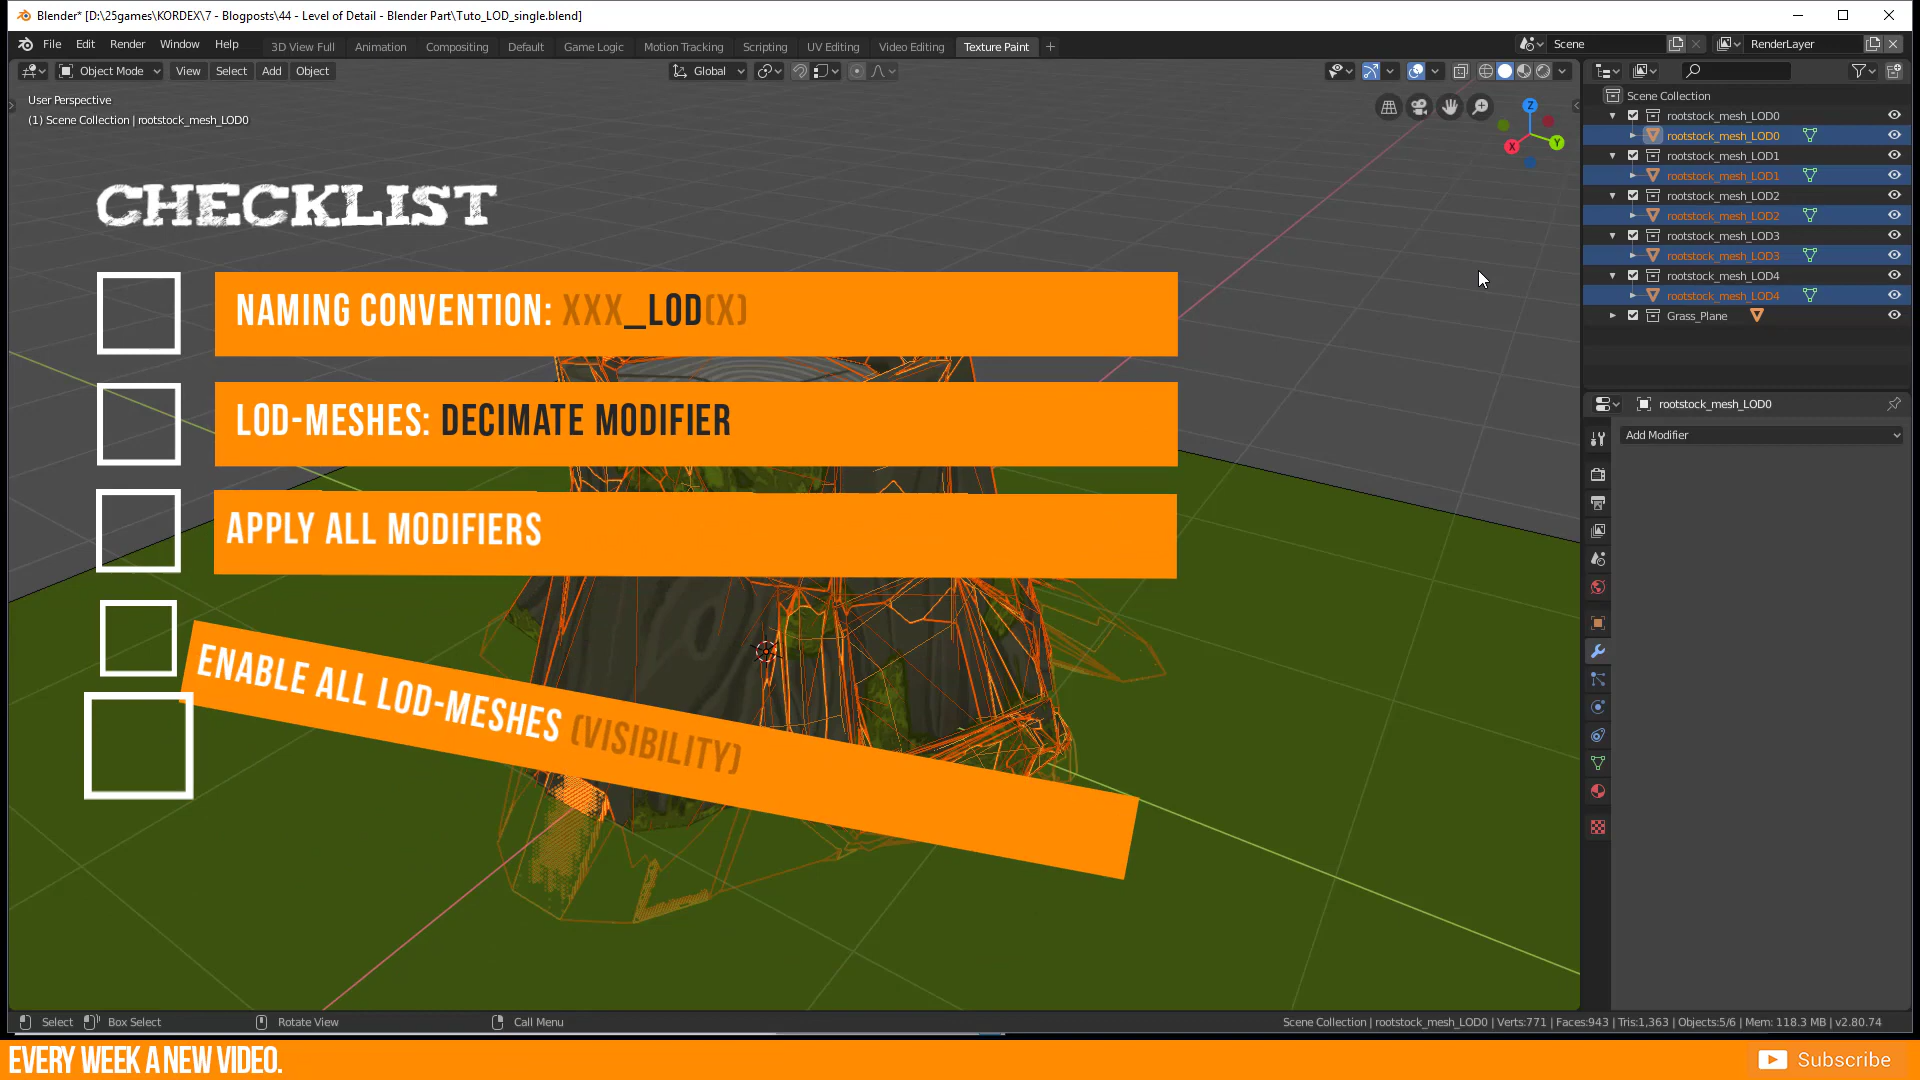 Blender* [D:\25games\KORDEX\7 - Blogposts\44 - Level of Detail - Blender Part\Tuto_LOD_single.blend]
File Edit Render Window Help 3D View Full Animation Compositing Default Game Logic Motion Tracking Scripting UV Editing Video Editing Texture Paint + Scene RenderLayer
Object Mode View Select Add Object Global
User Perspective
(1) Scene Collection | rootstock_mesh_LOD0
Z
Y
X
Scene Collection
rootstock_mesh_LOD0
rootstock_mesh_LOD0
rootstock_mesh_LOD1
rootstock_mesh_LOD1
rootstock_mesh_LOD2
rootstock_mesh_LOD2
rootstock_mesh_LOD3
rootstock_mesh_LOD3
rootstock_mesh_LOD4
rootstock_mesh_LOD4
Grass_Plane
rootstock_mesh_LOD0
Add Modifier
CHECKLIST
NAMING CONVENTION: XXX_LOD(X)
LOD-MESHES: DECIMATE MODIFIER
APPLY ALL MODIFIERS
ENABLE ALL LOD-MESHES (VISIBILITY)
Select Box Select Rotate View Call Menu
Scene Collection | rootstock_mesh_LOD0 | Verts:771 | Faces:943 | Tris:1,363 | Objects:5/6 | Mem: 118.3 MB | v2.80.74
EVERY WEEK A NEW VIDEO.
Subscribe